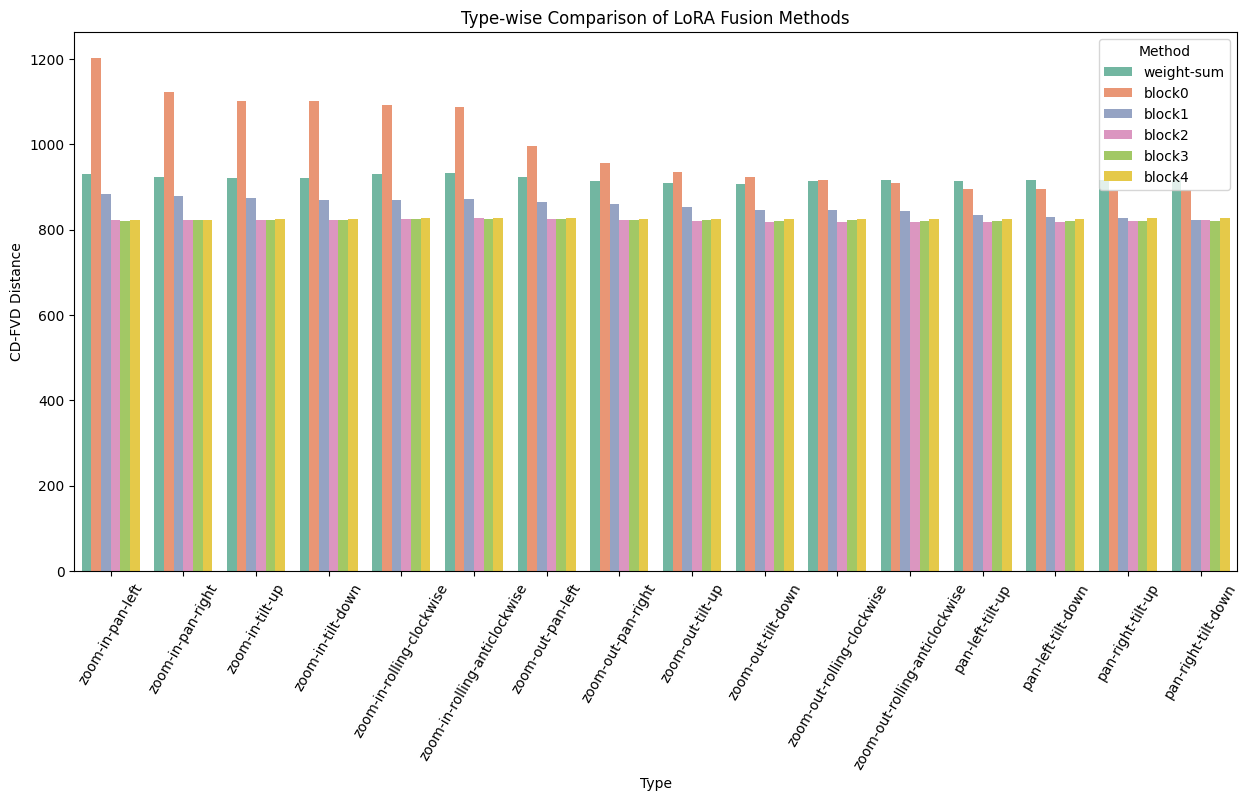 Type-wise Comparison of LoRA Fusion Methods
Method
weight-sum
block0
block1
block2
block3
block4
CD-FVD Distance
1200
1000
800
600
400
200
0
zoom-in-pan-left
zoom-in-pan-right
zoom-in-tilt-up
zoom-in-tilt-down
zoom-in-rolling-clockwise
zoom-in-rolling-anticlockwise
zoom-out-pan-left
zoom-out-pan-right
zoom-out-tilt-up
zoom-out-tilt-down
zoom-out-rolling-clockwise
zoom-out-rolling-anticlockwise
pan-left-tilt-up
pan-left-tilt-down
pan-right-tilt-up
pan-right-tilt-down
Type